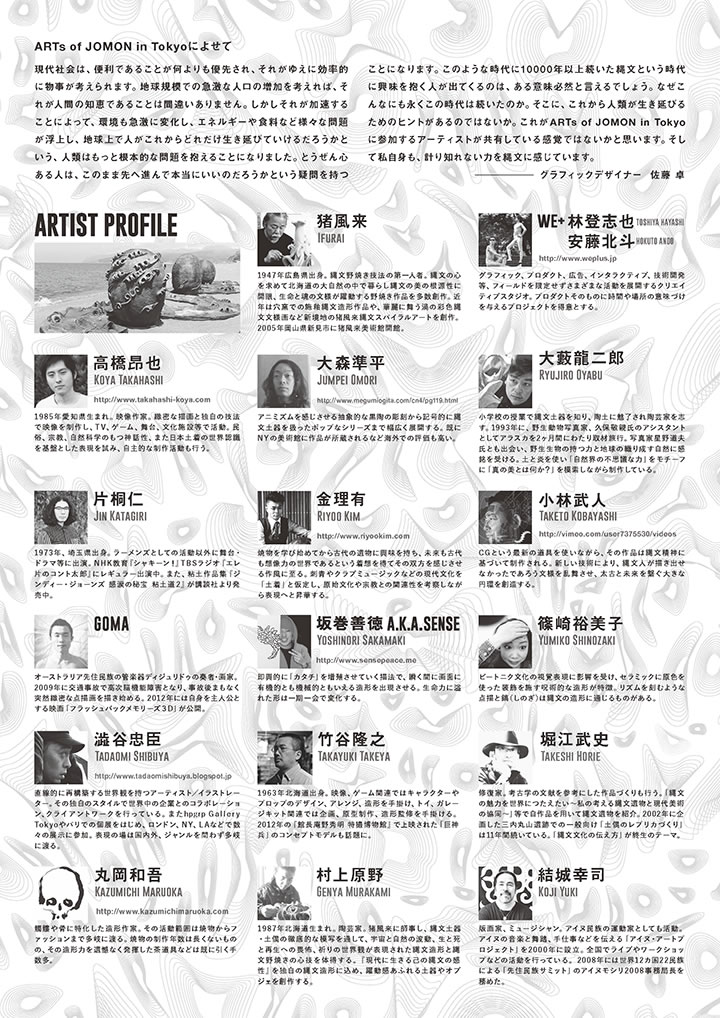 ARTs of JOMON in Tokyoによせて
現代社会は、便利であることが何よりも優先され、それがゆえに効率的
に物事が考えられます。地球規模での急激な人口の増加を考えれば、そ
れが人間の知恵であることは間違いありません。しかしそれが加速する
ことによって、環境も急激に変化し、エネルギーや食料など様々な問題
が浮上し、地球上で人がこれからどれだけ生き延びていけるだろうかと
いう、人類はもっと根本的な問題を抱えることになりました。とうぜん心
ある人は、このまま先へ進んで本当にいいのだろうかという疑問を持つ
ことになります。このような時代に10000年以上続いた縄文という時代
に興味を抱く人が出てくるのは、ある意味必然と言えるでしょう。なぜこ
んなにも永くこの時代は続いたのか。そこに、これから人類が生き延びる
ためのヒントがあるのではないか。これがARTs of JOMON in Tokyo
に参加するアーティストが共有している感覚ではないかと思います。そし
て私自身も、計り知れない力を縄文に感じています。
グラフィックデザイナー 佐藤 卓
ARTIST PROFILE
猪風来
IFURAI
1947年広島県出身。縄文野焼き技法の第一人者。縄文の心
を求めて北海道の大自然の中で暮らし縄文の美の根源性に
開眼、生命と魂の文様が躍動する野焼き作品を多数創作。近
年は穴窯での施釉縄文造形作品や、華麗に舞う渦の彩色縄
文文様画など新境地の猪風来縄文スパイラルアートを創作。
2005年岡山県新見市に猪風来美術館開館。
WE+ 林登志也 TOSHIYA HAYASHI
安藤北斗 HOKUTO ANDO
http://www.weplus.jp
グラフィック、プロダクト、広告、インタラクティブ、技術開発
等、フィールドを限定せずさまざまな活動を展開するクリエイ
ティブスタジオ。プロダクトそのものに時間や場所の意味づけ
を与えるプロジェクトを得意とする。
高橋昂也
KOYA TAKAHASHI
http://www.takahashi-koya.com
1985年愛知県生まれ。映像作家。緻密な描画と独自の技法
で映像を制作し、TV、ゲーム、舞台、文化施設等で活動。民
俗、宗教、自然科学のもつ神話性、また日本土着の世界認識
を基盤とした表現を試み、自主的な制作活動も行う。
大森準平
JUMPEI OMORI
http://www.megumiogita.com/cn4/pg119.html
アニミズムを感じさせる抽象的な黒陶の彫刻から記号的に縄
文土器を扱ったポップなシリーズまで幅広く展開する。既に
NYの美術館に作品が所蔵されるなど海外での評価も高い。
大藪龍二郎
RYUJIRO OYABU
小学校の授業で縄文土器を知り、陶土に魅了され陶芸家を志
す。1993年に、野生動物写真家、久保敬親氏のアシスタント
としてアラスカを2ヶ月間にわたり取材旅行。写真家星野道夫
氏とも出会い、野生生物の持つ力と地球の織り成す自然に感
銘を受ける。土と炎を使い「自然界の不思議な力」をモチーフ
に「真の美とは何か?」を模索しながら制作している。
片桐仁
JIN KATAGIRI
1973年、埼玉県出身。ラーメンズとしての活動以外に舞台・
ドラマ等に出演。NHK教育「シャキーン!」TBSラジオ「エレ
片のコント太郎」にレギュラー出演中。また、粘土作品集「ジ
ンディー・ジョーンズ 感涙の秘宝 粘土道2」が講談社より発
売中。
金理有
RIYOO KIM
http://www.riyookim.com
焼物を学び始めてから古代の遺物に興味を持ち、未来も古代
も想像力の世界であるという着想を得てその双方を感じさせ
る作風に至る。刺青やクラブミュージックなどの現代文化を
「土着」と仮定し、原始文化や宗教との関連性を考察しなが
ら表現へと昇華する。
小林武人
TAKETO KOBAYASHI
http://vimeo.com/user7375530/videos
CGという最新の道具を使いながら、その作品は縄文精神に
基づいて制作される。新しい技術により、縄文人が描き出せ
なかったであろう文様を乱舞させ、太古と未来を繋ぐ大きな
円環を創造する。
GOMA
オーストラリア先住民族の管楽器ディジュリドゥの奏者・画家。
2009年に交通事故で高次脳機能障害となり、事故後まもなく
突然緻密な点描画を描き始める。2012年には自身を主人公と
する映画「フラッシュバックメモリーズ3D」が公開。
坂巻善徳 A.K.A.SENSE
YOSHINORI SAKAMAKI
http://www.sensepeace.me
即興的に「カタチ」を増殖させていく描法で、瞬く間に画面に
有機的とも機械的ともいえる造形を出現させる。生命力に溢
れた形は一期一会で変化する。
篠崎裕美子
YUMIKO SHINOZAKI
ビートニク文化の視覚表現に影響を受け、セラミックに原色を
使った装飾を施す呪術的な造形が特徴。リズムを刻むような
点描と鎬(しのぎ)は縄文の造形に通じるものがある。
澁谷忠臣
TADAOMI SHIBUYA
http://www.tadaomishibuya.blogspot.jp
直線的に再構築する世界観を持つアーティスト/イラストレー
ター。その独自のスタイルで世界中の企業とのコラボレーショ
ン、クライアントワークを行っている。またhpgrp Gallery
Tokyoやパリでの個展をはじめ、ロンドン、NY、LAなどで数々
の展示に参加。表現の場は国内外、ジャンルを問わず多岐
に渡る。
竹谷隆之
TAKAYUKI TAKEYA
1963年北海道出身。映像、ゲーム関連ではキャラクターや
プロップのデザイン、アレンジ、造形を手掛け、トイ、ガレー
ジキット関連では企画、原型制作、造形監修を手掛ける。
2012年の「館長庵野秀明 特撮博物館」で上映された「巨神
兵」のコンセプトモデルも話題に。
堀江武史
TAKESHI HORIE
修復家。考古学の文献を参考にした作品づくりも行う。「縄文
の魅力を世界につたえたい〜私の考える縄文遺物と現代美術
の協同〜」等で自作を用いて縄文遺物を紹介。2002年に企
画した三内丸山遺跡での一般向け「土偶のレプリカづくり」
は11年間続いている。「縄文文化の伝え方」が終生のテーマ。
丸岡和吾
KAZUMICHI MARUOKA
http://www.kazumichimaruoka.com
髑髏や骨に特化した造形作家。その活動範囲は焼物からファ
ッションまで多岐に渡る。焼物の制作年数は長くないもの
の、その造形力を遺憾なく発揮した茶道具などは既に引く手
数多。
村上原野
GENYA MURAKAMI
1987年北海道生まれ。陶芸家。猪風来に師事し、縄文土器
・土偶の徹底的な模写を通して、宇宙と自然の波動、生と死
と再生への畏怖、祈りの世界観が表現された縄文造形と縄
文野焼きの心技を体得する。『現代に生きる己の縄文の感
性』を独自の縄文造形に込め、躍動感あふれる土器やオブ
ジェを創作する。
結城幸司
KOJI YUKI
版画家、ミュージシャン。アイヌ民族の運動家としても活動。
アイヌの音楽と舞踊、手仕事などを伝える「アイヌ・アートプ
ロジェクト」を2000年に設立。全国でライブやワークショッ
プなどの活動を行っている。2008年には世界12カ国22民族
による「先住民族サミット」のアイヌモシリ2008事務局長を
務めた。